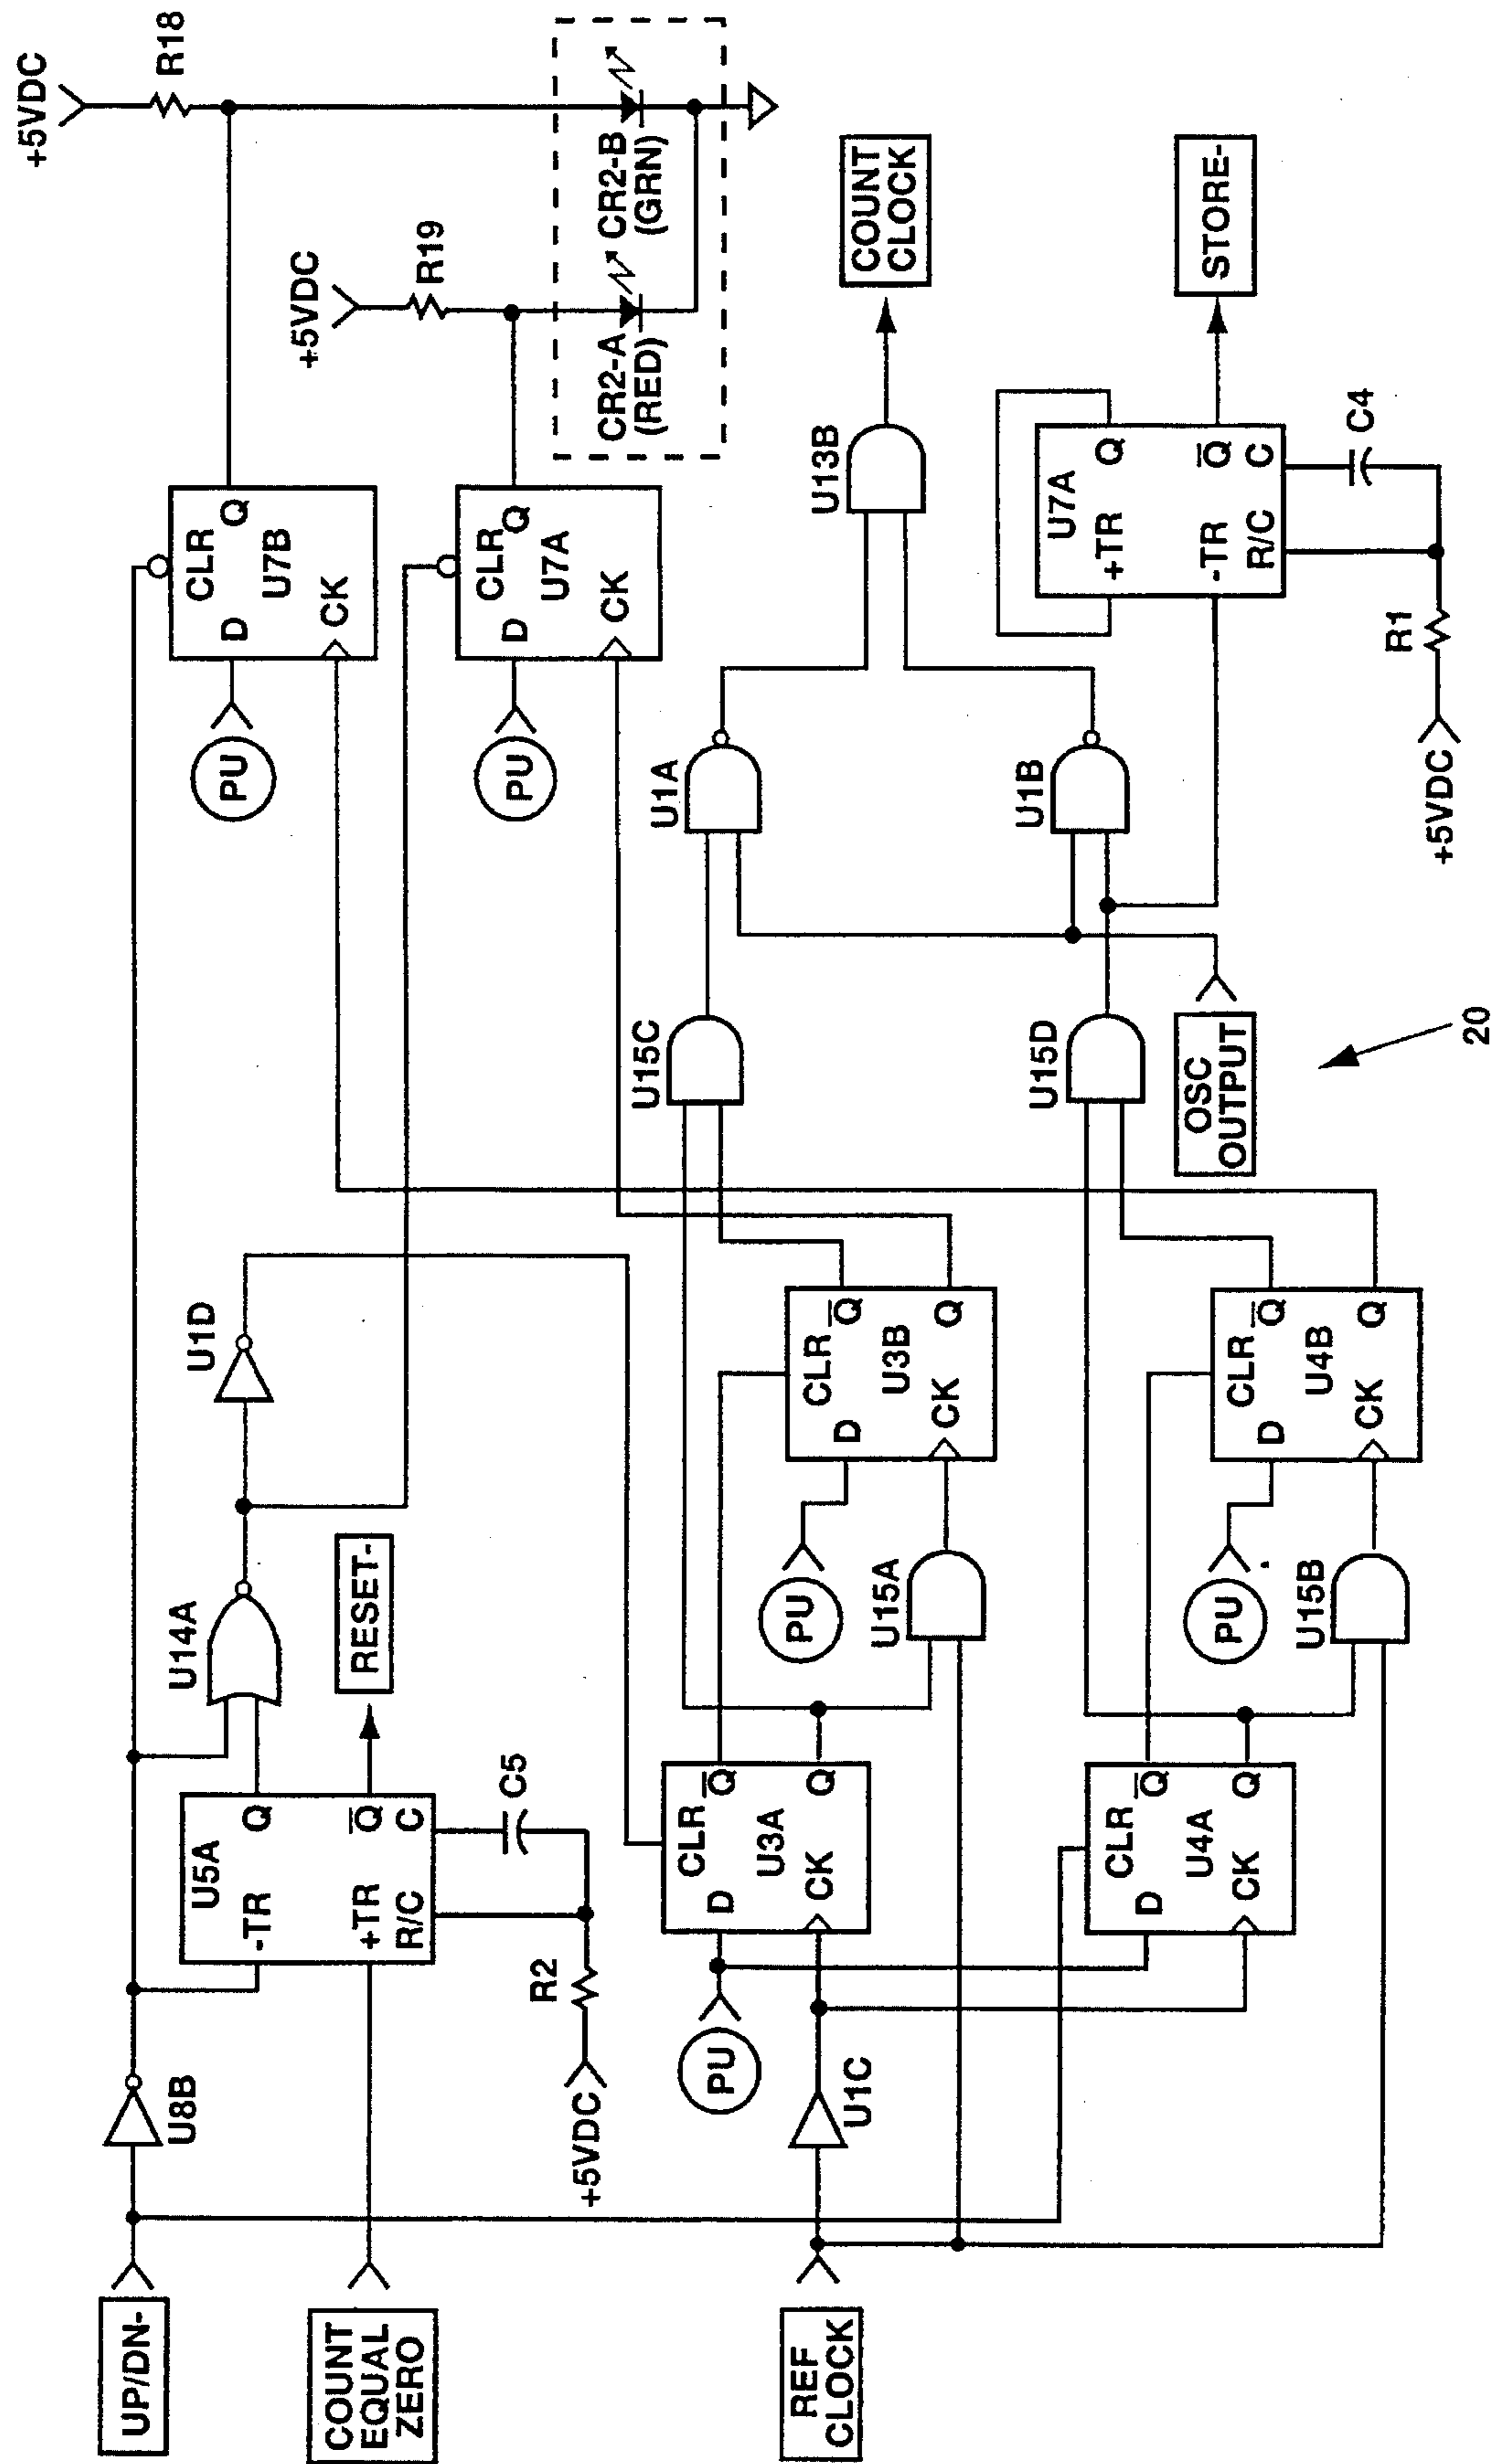 UP/DN-
COUNT
EQUAL
ZERO
REF
CLOCK
U8B
U5A
-TR
Q
+TR
Q̅
R/C
C
C5
R2
+5VDC
U14A
RESET-
U1D
PU
U1C
CLR
D
Q̅
U3A
CK
Q
CLR
D
Q̅
U4A
CK
Q
PU
U15A
CLR
D
Q̅
U3B
CK
Q
PU
U15B
CLR
D
Q̅
U4B
CK
Q
U15C
U15D
OSC
OUTPUT
20
U1A
U1B
PU
CLR
D
Q
U7B
CK
PU
CLR
D
Q
U7A
CK
+5VDC
R18
+5VDC
R19
CR2-A
(RED)
CR2-B
(GRN)
U13B
COUNT
CLOCK
U7A
+TR
Q
-TR
Q̅
R/C
C
STORE-
C4
R1
+5VDC